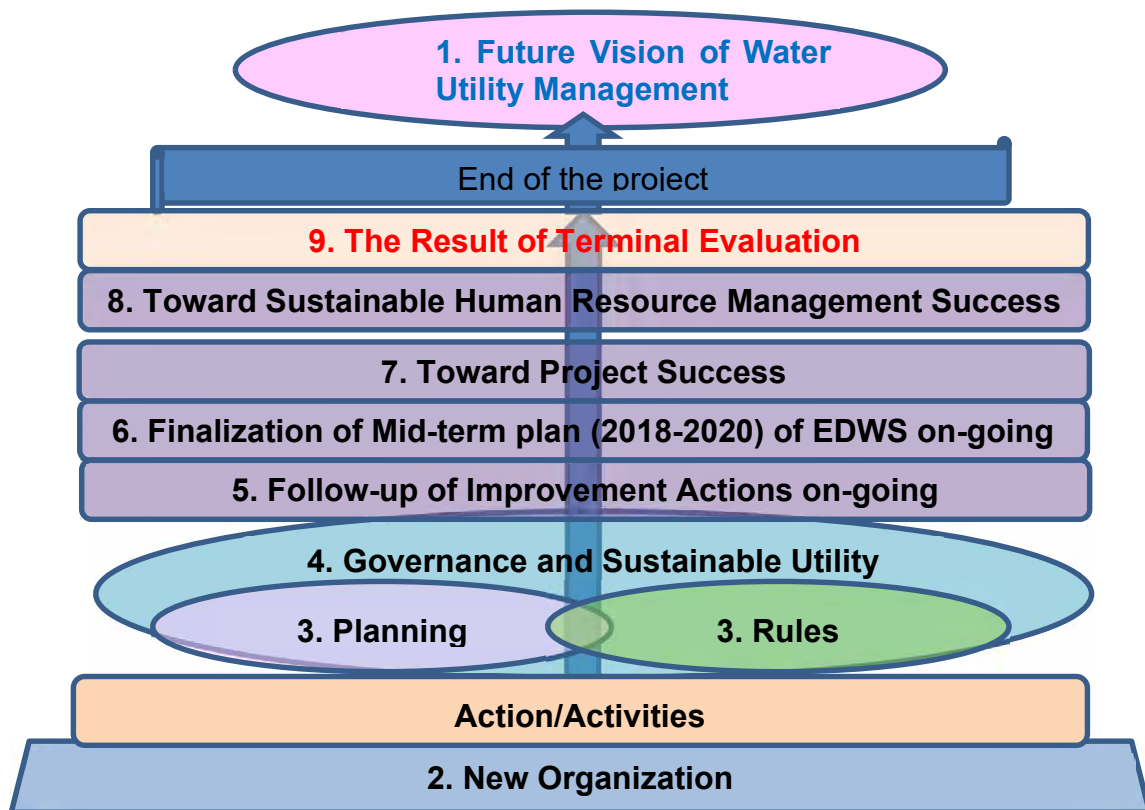 1. Future Vision of Water
Utility Management
End of the project
9. The Result of Terminal Evaluation
8. Toward Sustainable Human Resource Management Success
7. Toward Project Success
6. Finalization of Mid-term plan (2018-2020) of EDWS on-going
5. Follow-up of Improvement Actions on-going
4. Governance and Sustainable Utility
3. Planning
3. Rules
Action/Activities
2. New Organization